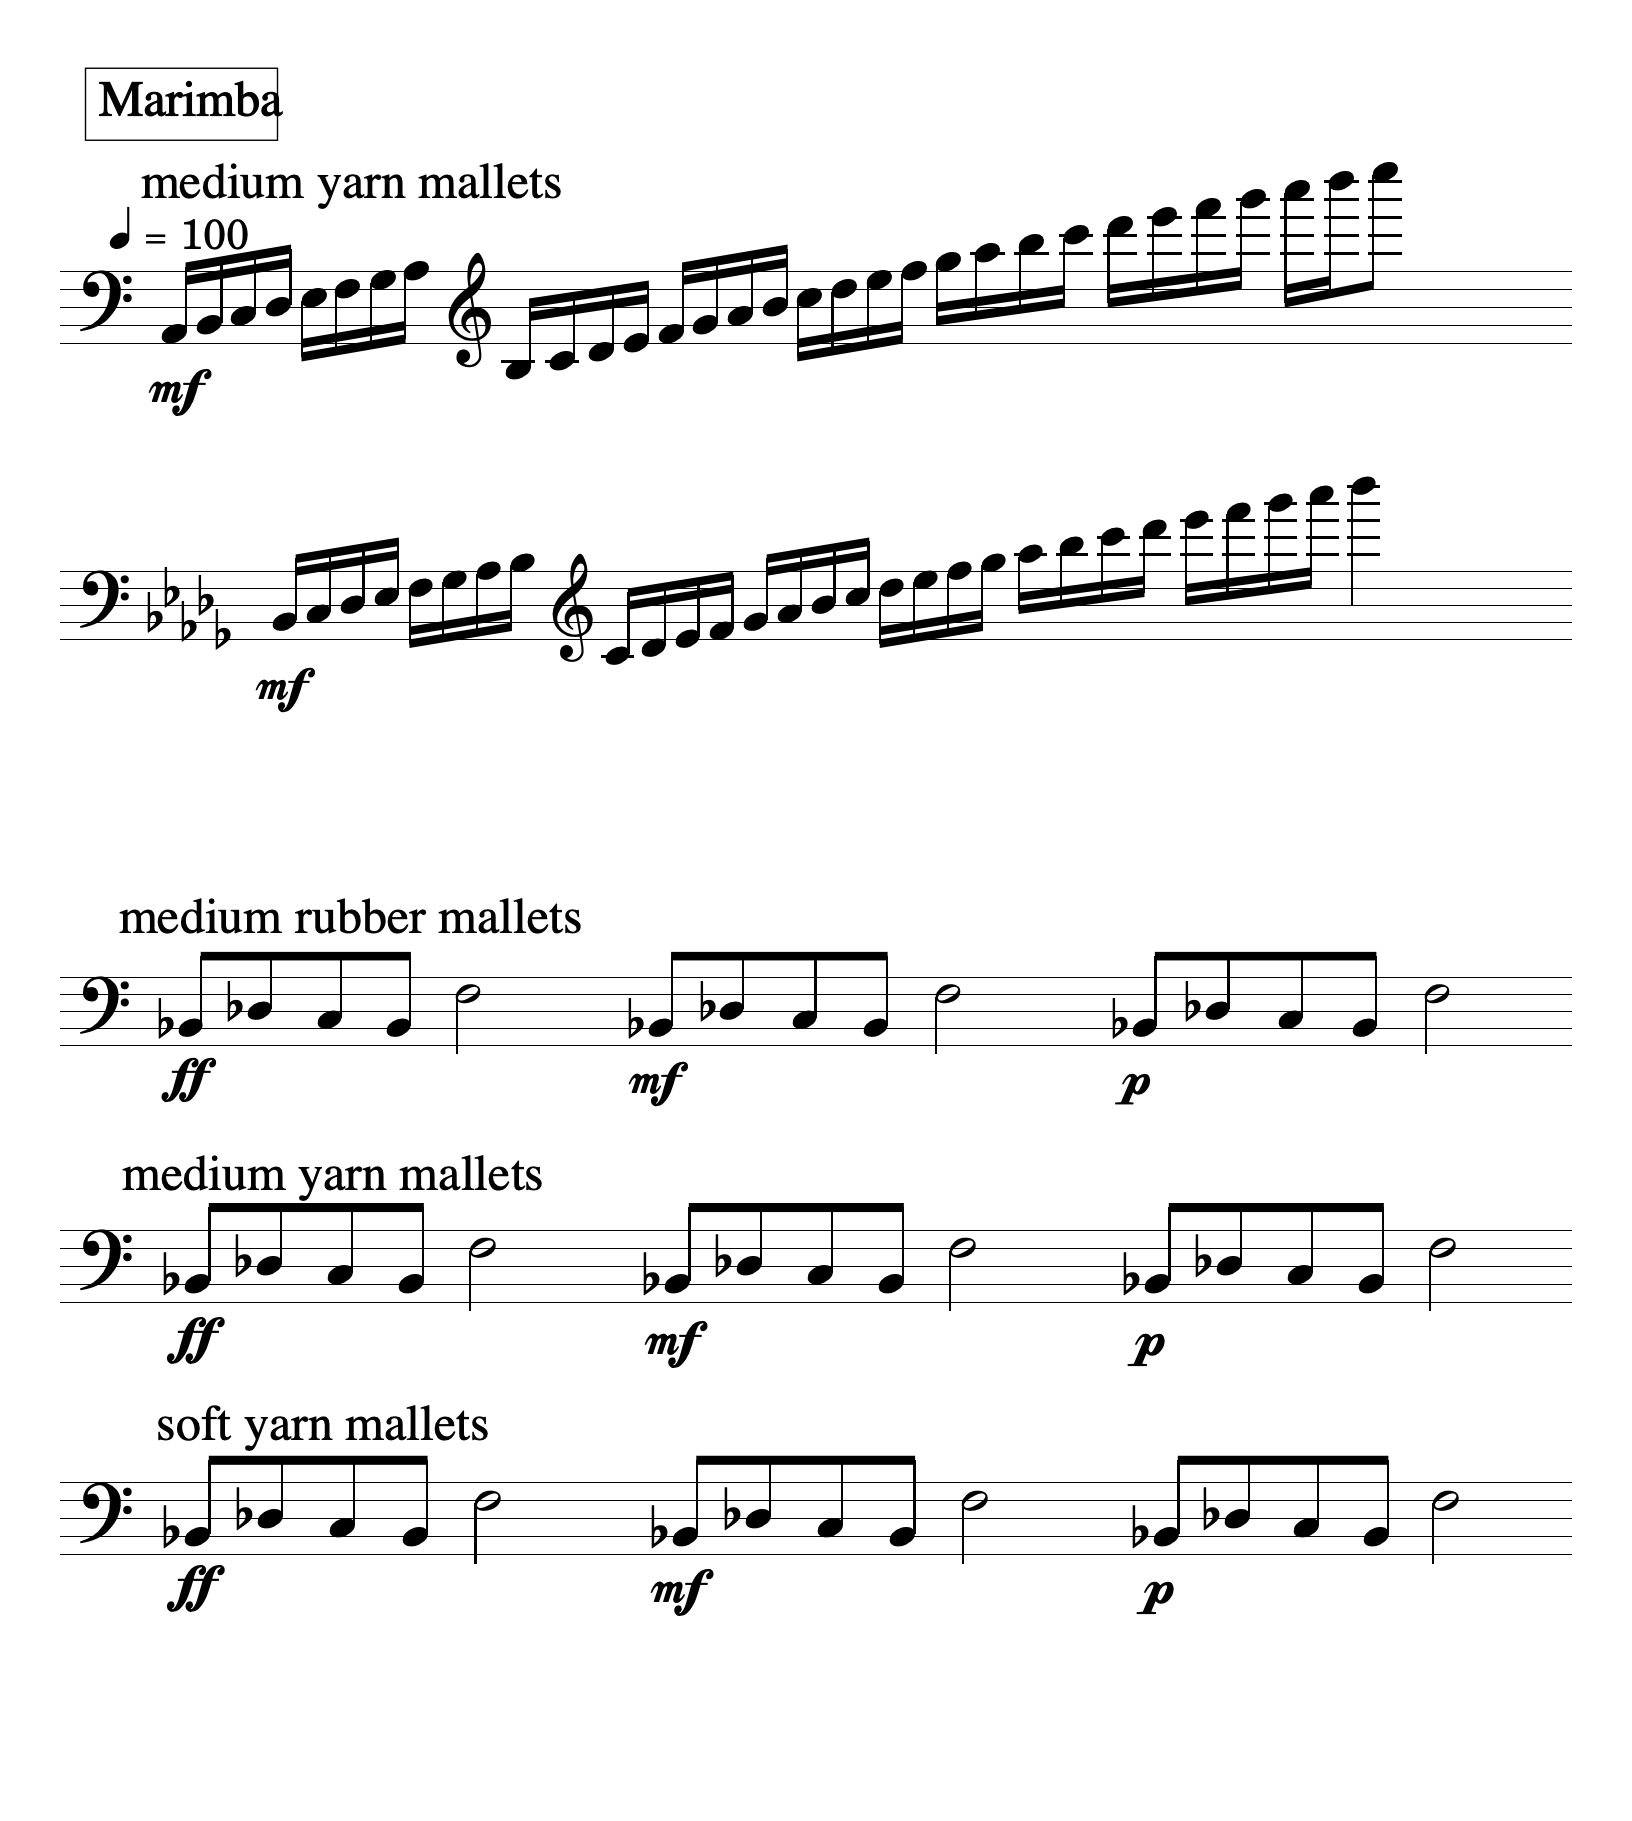 Marimba
medium yarn mallets
♩ = 100
mf
mf
medium rubber mallets
ff mf p
medium yarn mallets
ff mf p
soft yarn mallets
ff mf p